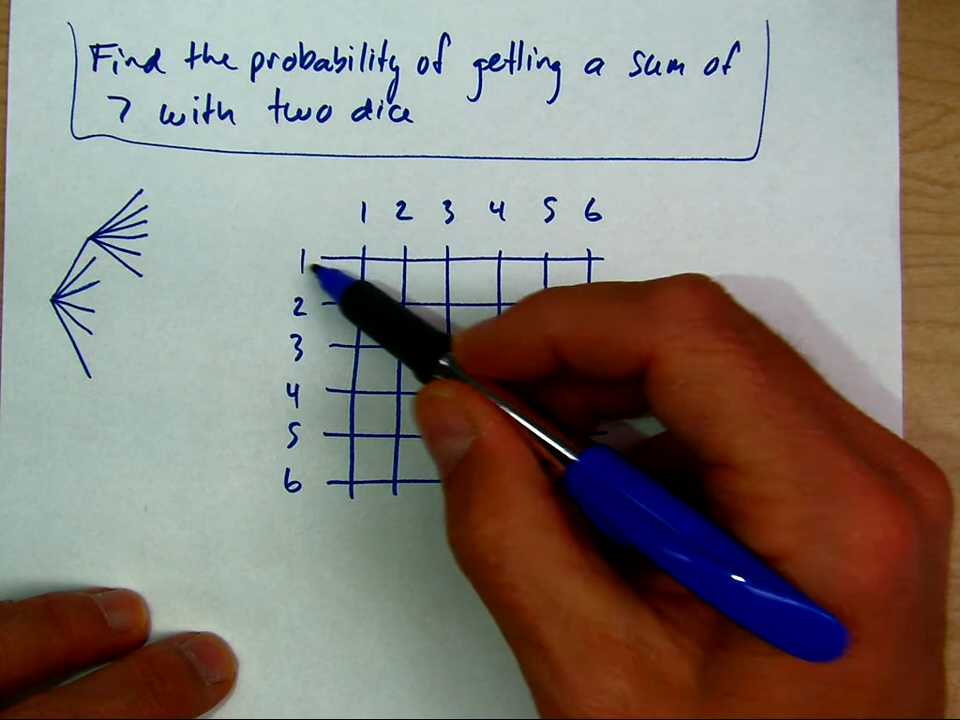 Find the probability of getting a sum of
7 with two dice
1 2 3 4 5 6
1
2
3
4
5
6